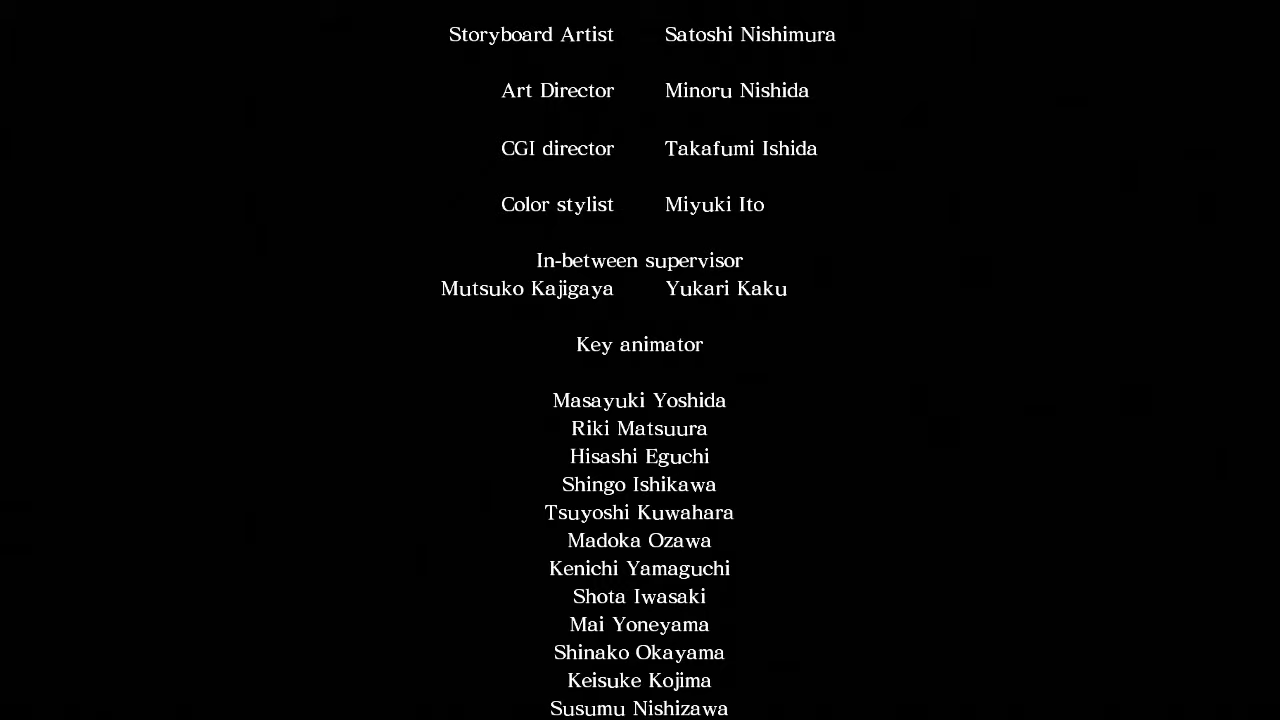 Storyboard Artist Satoshi Nishimura
Art Director Minoru Nishida
CGI director Takafumi Ishida
Color stylist Miyuki Ito
In-between supervisor
Mutsuko Kajigaya Yukari Kaku
Key animator
Masayuki Yoshida
Riki Matsuura
Hisashi Eguchi
Shingo Ishikawa
Tsuyoshi Kuwahara
Madoka Ozawa
Kenichi Yamaguchi
Shota Iwasaki
Mai Yoneyama
Shinako Okayama
Keisuke Kojima
Susumu Nishizawa